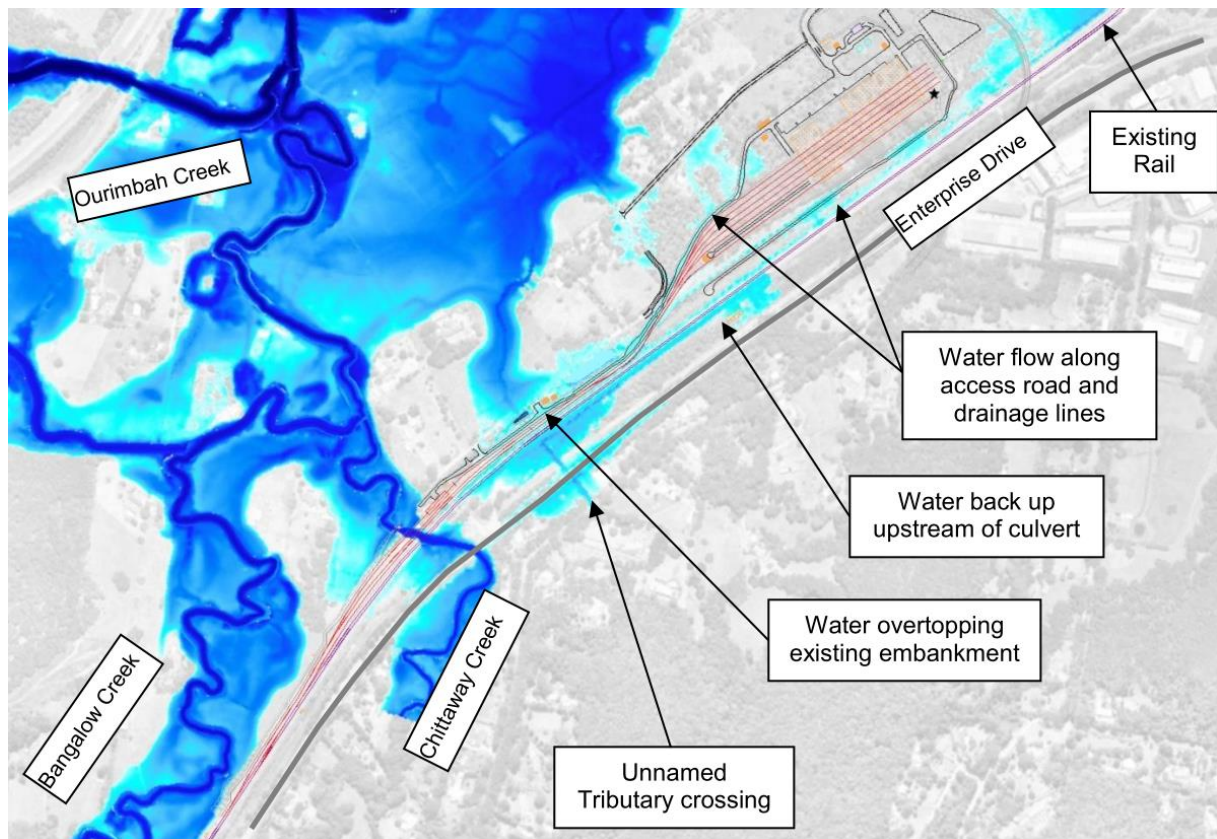 Ourimbah Creek
Existing
Rail
Enterprise Drive
Water flow along
access road and
drainage lines
Water back up
upstream of culvert
Water overtopping
existing embankment
Chittaway Creek
Bangalow Creek
Unnamed
Tributary crossing